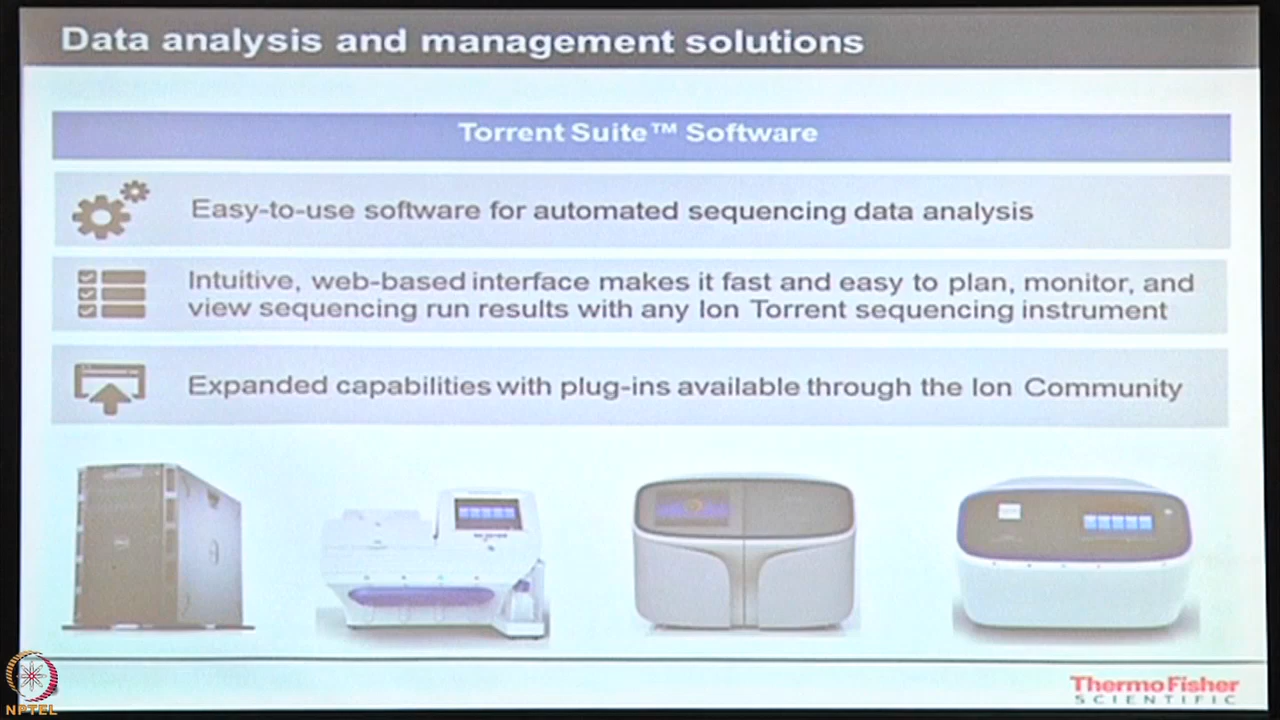 Data analysis and management solutions
Torrent Suite™ Software
Easy-to-use software for automated sequencing data analysis
Intuitive, web-based interface makes it fast and easy to plan, monitor, and
view sequencing run results with any Ion Torrent sequencing instrument
Expanded capabilities with plug-ins available through the Ion Community
ThermoFisher
SCIENTIFIC
NPTEL